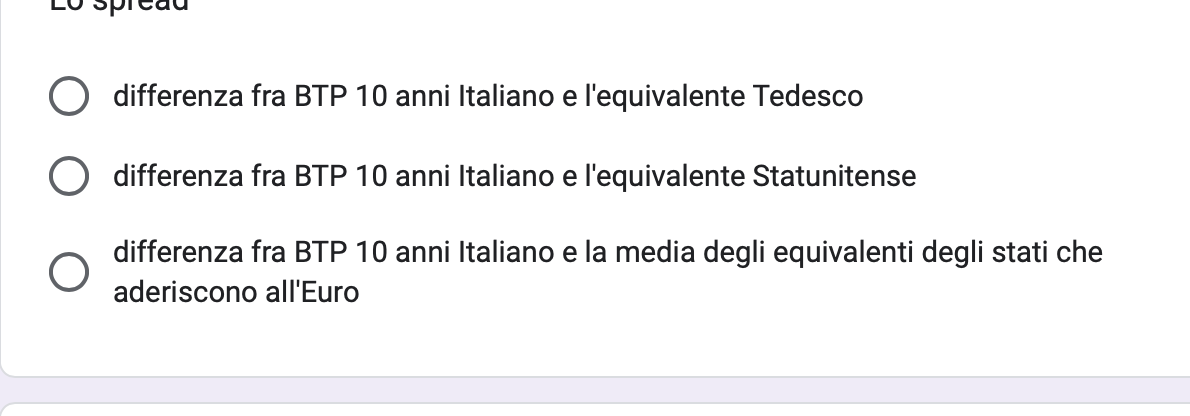 Lo spread
differenza fra BTP 10 anni Italiano e l'equivalente Tedesco
differenza fra BTP 10 anni Italiano e l'equivalente Statunitense
differenza fra BTP 10 anni Italiano e la media degli equivalenti degli stati che
aderiscono all'Euro